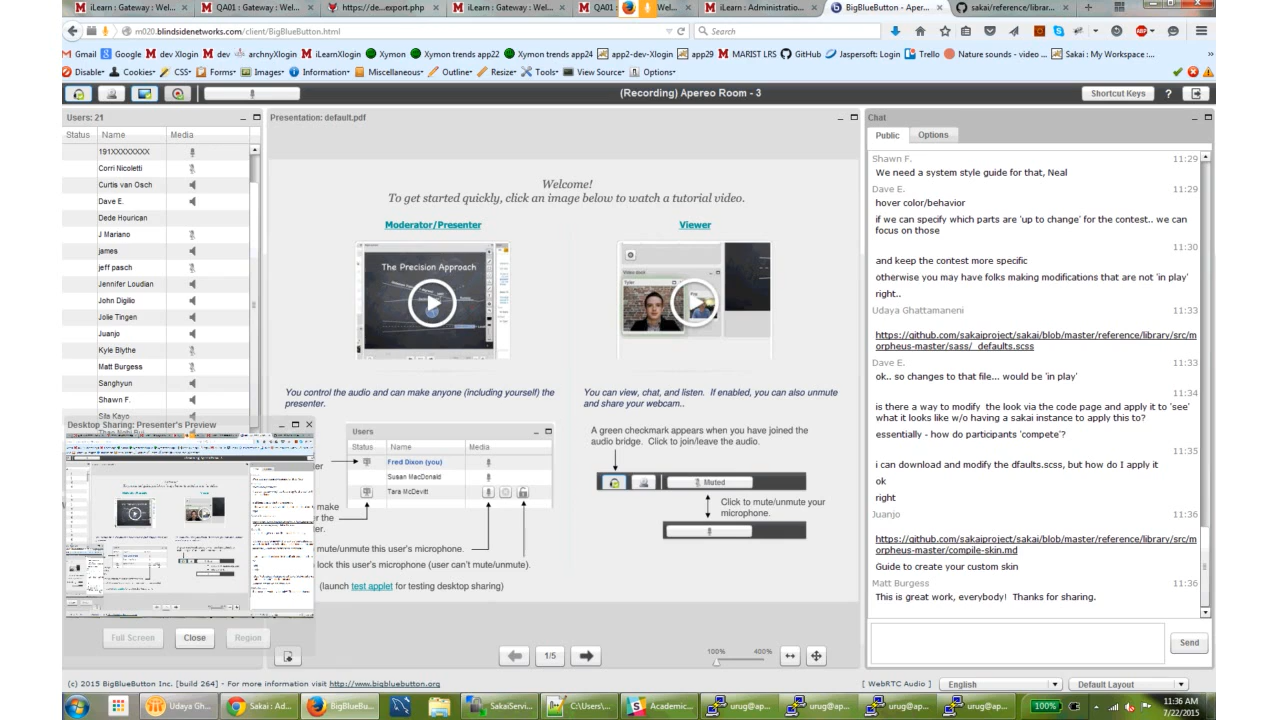 iLearn : Gateway : Wel...
QA01 : Gateway : Wel...
https://de...export.php
iLearn : Gateway : Wel...
QA01 :
Wel...
iLearn : Administratio...
BigBlueButton - Aper...
sakai/reference/librar...
m020.blindsidenetworks.com/client/BigBlueButton.html
Search
Gmail Google dev Xlogin dev archnyXlogin iLearnXlogin Xymon Xymon trends app22 Xymon trends app24 app2-dev-Xlogin app29 MARIST LRS GitHub Jaspersoft: Login Trello Nature sounds - video ... Sakai : My Workspace :...
Disable Cookies CSS Forms Images Information Miscellaneous Outline Resize Tools View Source Options
(Recording) Apereo Room - 3
Shortcut Keys
?
Users: 21
Status Name Media
191XXXXXXXX
Corri Nicoletti
Curtis van Osch
Dave E.
Dede Hourican
J Mariano
james
jeff pasch
Jennifer Loudian
John Digilio
Jolie Tingen
Juanjo
Kyle Blythe
Matt Burgess
Sanghyun
Shawn F.
Desktop Sharing: Presenter's Preview
Full Screen
Close
Region
Presentation: default.pdf
Welcome!
To get started quickly, click an image below to watch a tutorial video.
Moderator/Presenter
Viewer
The Precision Approach
Video dock
Tyler
You control the audio and can make anyone (including yourself) the
presenter.
You can view, chat, and listen. If enabled, you can also unmute
and share your webcam..
Users
Status Name Media
Fred Dixon (you)
Susan MacDonald
Tara McDevitt
make
the
mute/unmute this user's microphone.
lock this user's microphone (user can't mute/unmute).
(launch test applet for testing desktop sharing)
A green checkmark appears when you have joined the
audio bridge. Click to join/leave the audio.
Muted
Click to mute/unmute your
microphone.
1/5
100%
400%
Chat
Public
Options
Shawn F. 11:29
We need a system style guide for that, Neal
Dave E. 11:29
hover color/behavior
if we can specify which parts are 'up to change' for the contest.. we can
focus on those
11:30
and keep the contest more specific
otherwise you may have folks making modifications that are not 'in play'
right..
Udaya Ghattamaneni 11:33
https://github.com/sakaiproject/sakai/blob/master/reference/library/src/m
orpheus-master/sass/_defaults.scss
Dave E. 11:33
ok.. so changes to that file... would be 'in play'
11:34
is there a way to modify the look via the code page and apply it to 'see'
what it looks like w/o having a sakai instance to apply this to?
essentially - how do participants 'compete'?
11:35
i can download and modify the dfaults.scss, but how do I apply it
ok
right
Juanjo 11:36
https://github.com/sakaiproject/sakai/blob/master/reference/library/src/m
orpheus-master/compile-skin.md
Guide to create your custom skin
Matt Burgess 11:36
This is great work, everybody! Thanks for sharing.
Send
(c) 2015 BigBlueButton Inc. [build 264] - For more information visit http://www.bigbluebutton.org
[ WebRTC Audio ]
English
Default Layout
Udaya Gh...
Sakai : Ad...
BigBlueBu...
SakaiServi...
C:\Users\...
Academic...
urug@ap...
urug@ap...
urug@ap...
urug@ap...
100%
11:36 AM
7/22/2015